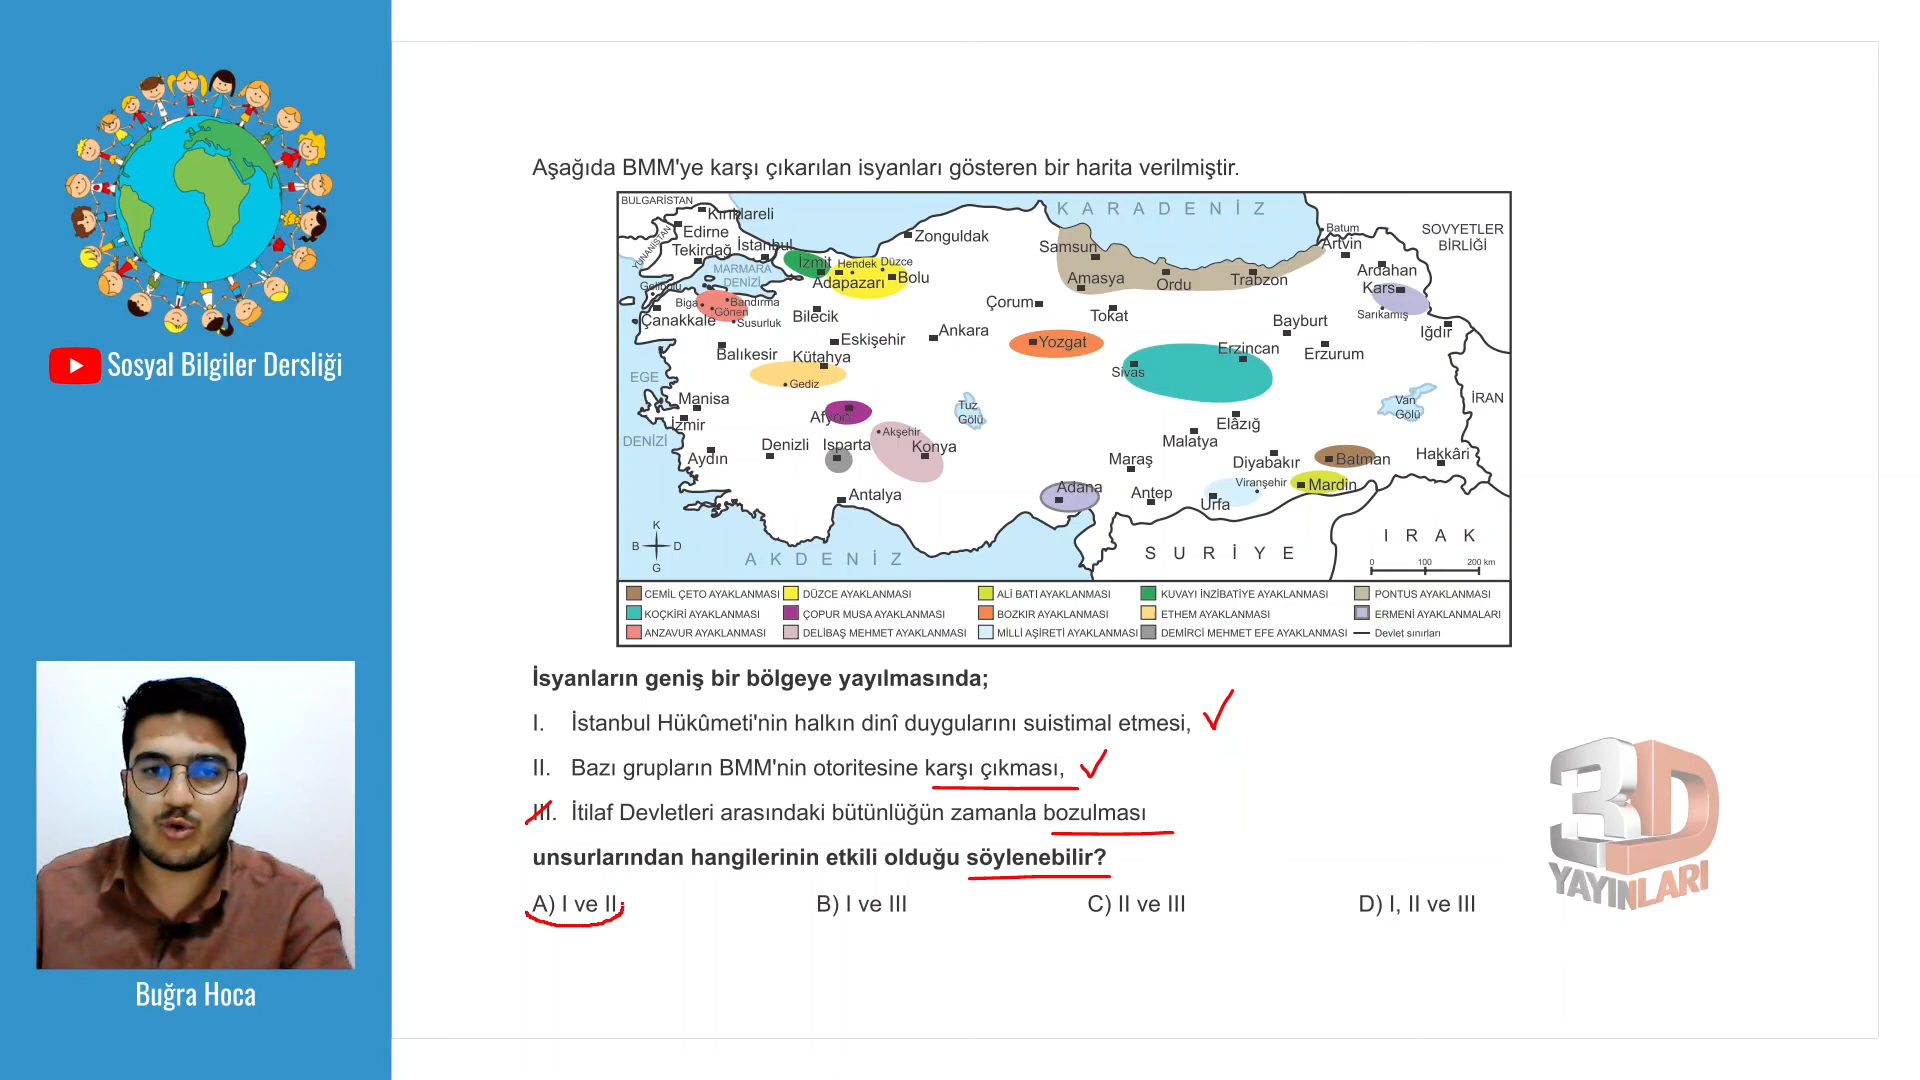 Sosyal Bilgiler Dersliği
Buğra Hoca
Aşağıda BMM'ye karşı çıkarılan isyanları gösteren bir harita verilmiştir.
BULGARİSTAN
YUNANİSTAN
Kırıklareli
Edirne
Tekirdağ
İstanbul
MARMARA
DENİZİ
Gelibolu
Biga
Bandırma
Gönen
Susurluk
Çanakkale
İzmit
Hendek
Düzce
Adapazarı
Bolu
Zonguldak
KARADENİZ
Samsun
Amasya
Ordu
Trabzon
Batum
Artvin
SOVYETLER
BİRLİĞİ
Ardahan
Kars
Sarıkamış
Iğdır
Bilecik
Eskişehir
Ankara
Çorum
Tokat
Bayburt
Erzincan
Erzurum
Balıkesir
Kütahya
Gediz
Yozgat
Sivas
EGE
DENİZİ
Manisa
İzmir
Aydın
Denizli
Afyon
Isparta
Akşehir
Konya
Tuz
Gölü
Elâzığ
Malatya
Maraş
Diyabakır
Batman
Van
Gölü
Hakkâri
İRAN
Antalya
Adana
Antep
Urfa
Viranşehir
Mardin
AKDENİZ
SURİYE
IRAK
K
B
D
G
0 100 200 km
CEMİL ÇETO AYAKLANMASI
DÜZCE AYAKLANMASI
ALİ BATI AYAKLANMASI
KUVAYI İNZİBATİYE AYAKLANMASI
PONTUS AYAKLANMASI
KOÇKİRİ AYAKLANMASI
ÇOPUR MUSA AYAKLANMASI
BOZKIR AYAKLANMASI
ETHEM AYAKLANMASI
ERMENİ AYAKLANMALARI
ANZAVUR AYAKLANMASI
DELİBAŞ MEHMET AYAKLANMASI
MİLLİ AŞİRETİ AYAKLANMASI
DEMİRCİ MEHMET EFE AYAKLANMASI
Devlet sınırları
İsyanların geniş bir bölgeye yayılmasında;
I. İstanbul Hükûmeti'nin halkın dinî duygularını suistimal etmesi,
II. Bazı grupların BMM'nin otoritesine karşı çıkması,
III. İtilaf Devletleri arasındaki bütünlüğün zamanla bozulması
unsurlarından hangilerinin etkili olduğu söylenebilir?
A) I ve II
B) I ve III
C) II ve III
D) I, II ve III
3D
YAYINLARI